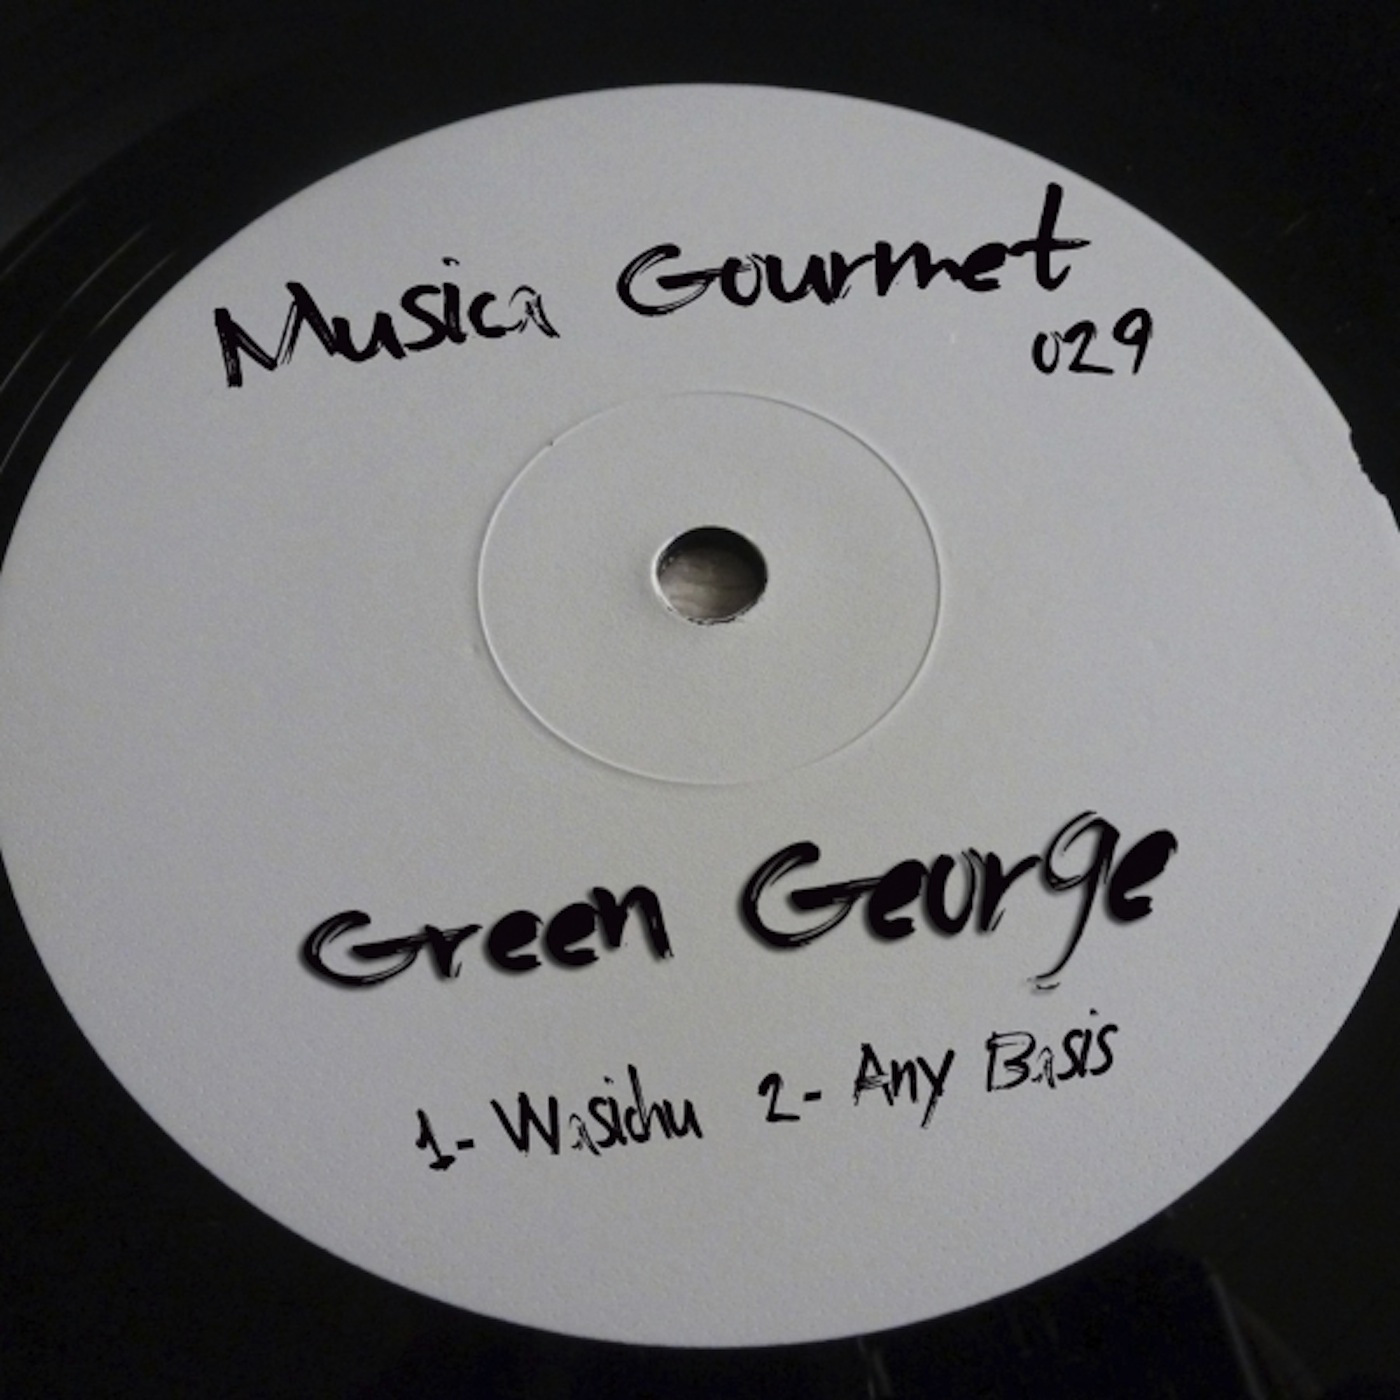 Musica Gourmet
029
Green George
1- Wasichu 2- Any Basis